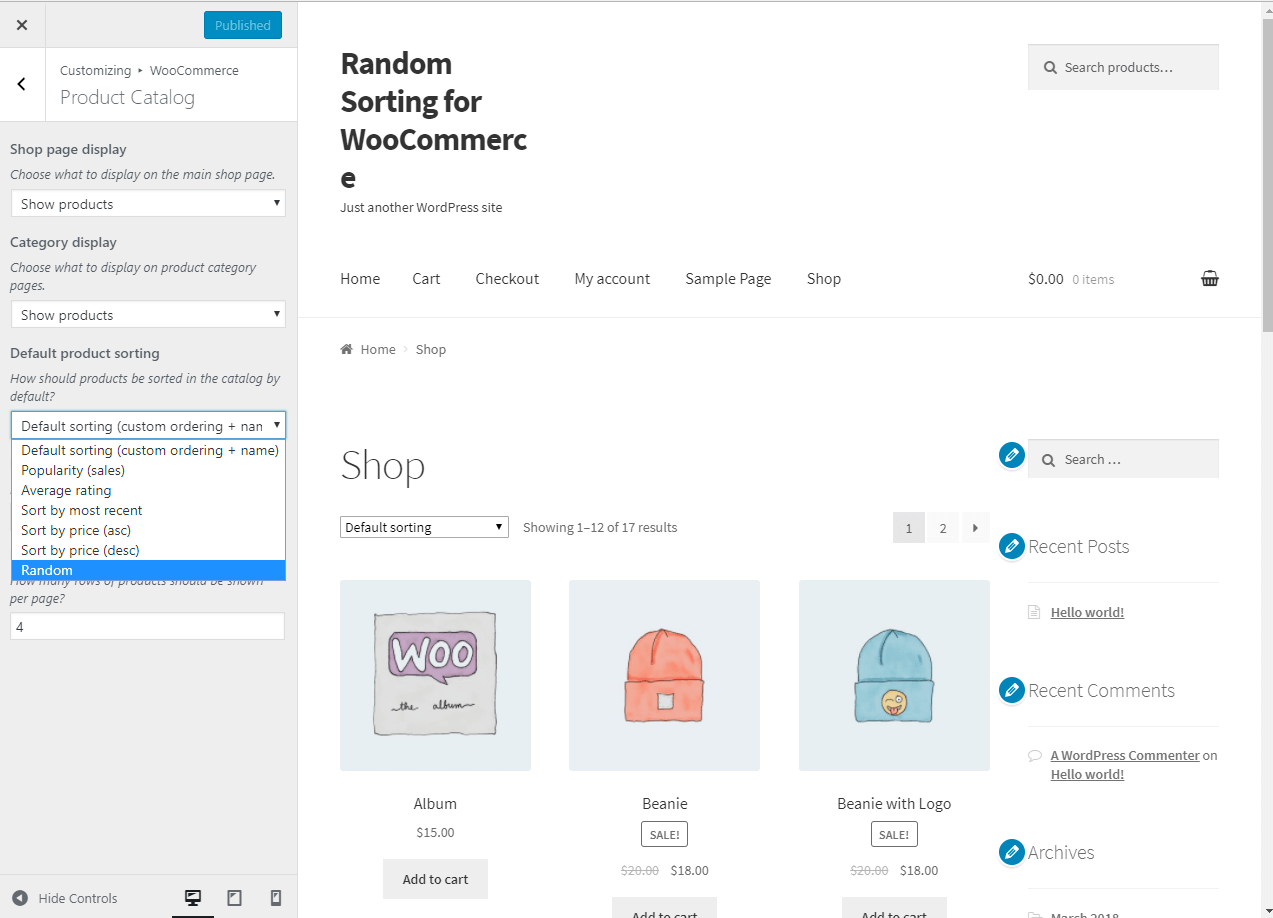 Published
Customizing ▸ WooCommerce
Product Catalog
Shop page display
Choose what to display on the main shop page.
Show products
Category display
Choose what to display on product category
pages.
Show products
Default product sorting
How should products be sorted in the catalog by
default?
Default sorting (custom ordering + nan
Default sorting (custom ordering + name)
Popularity (sales)
Average rating
Sort by most recent
Sort by price (asc)
Sort by price (desc)
Random
How many rows of products should be shown
per page?
4
Hide Controls
Random
Sorting for
WooCommerc
e
Just another WordPress site
Search products…
Home Cart Checkout My account Sample Page Shop
$0.00 0 items
Home Shop
Shop
Default sorting
Showing 1–12 of 17 results
1 2
WOO
the album
Album
$15.00
Add to cart
Beanie
SALE!
$20.00 $18.00
Add to cart
Beanie with Logo
SALE!
$20.00 $18.00
Add to cart
Search …
Recent Posts
Hello world!
Recent Comments
A WordPress Commenter on
Hello world!
Archives
March 2018